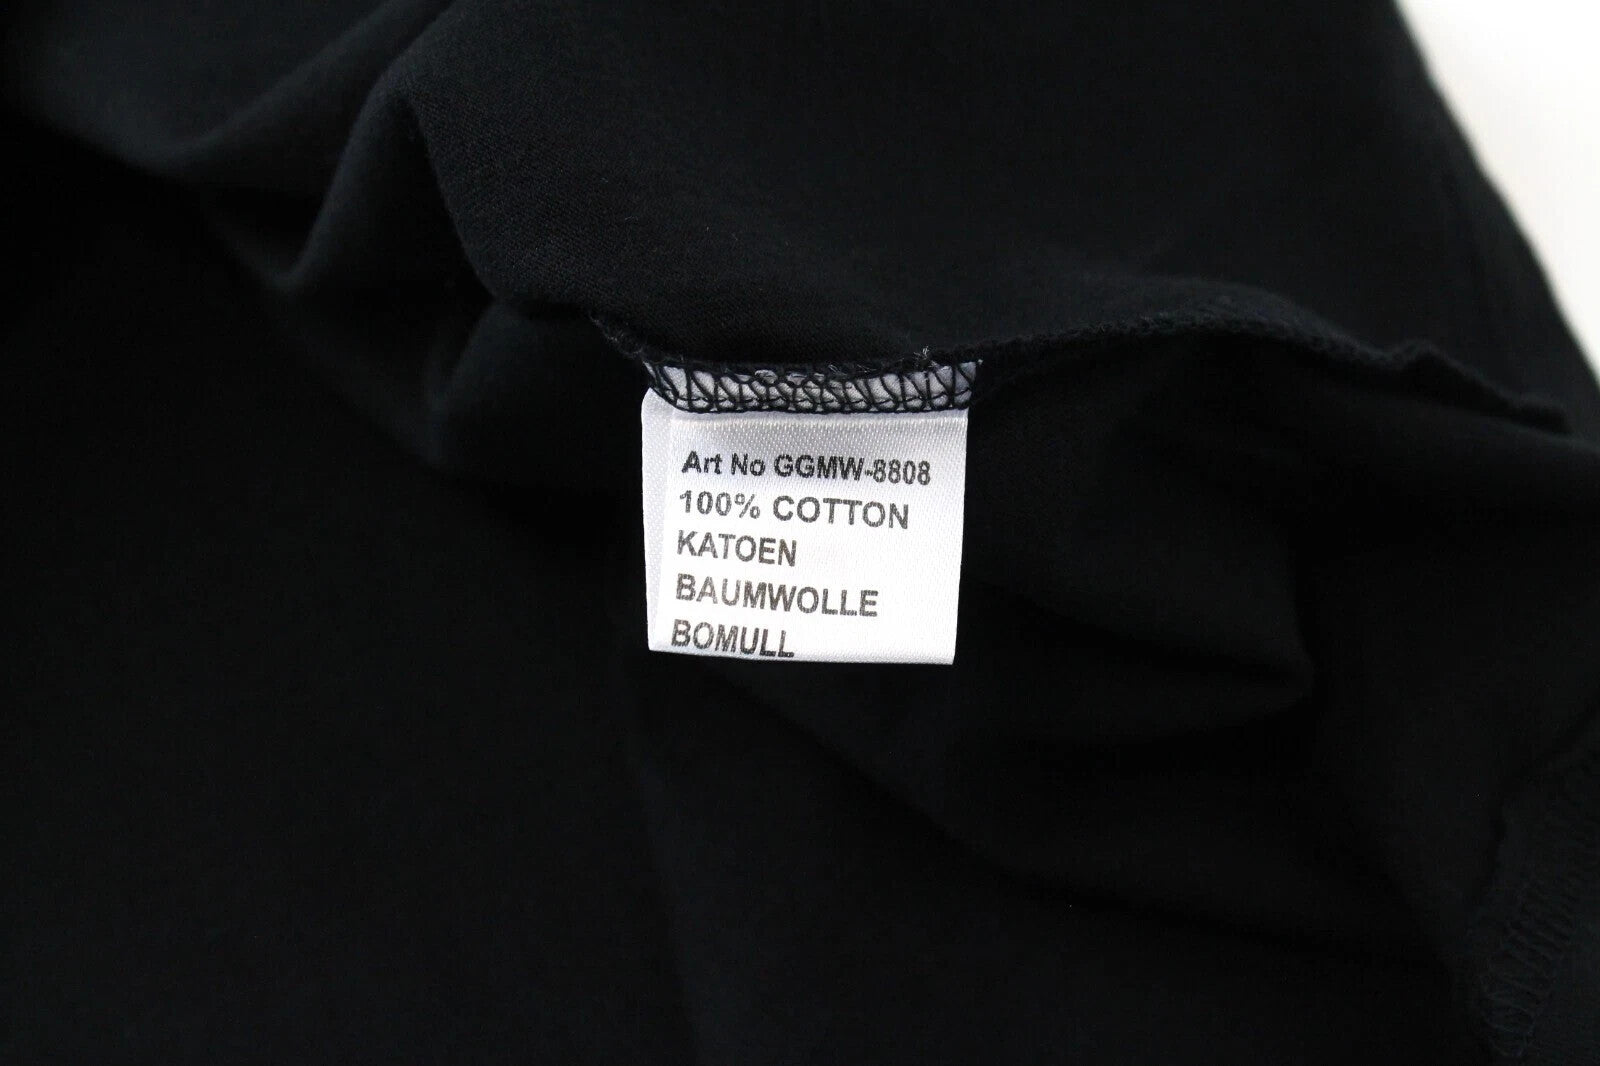 Art No GGMW-8808
100% COTTON
KATOEN
BAUMWOLLE
BOMULL